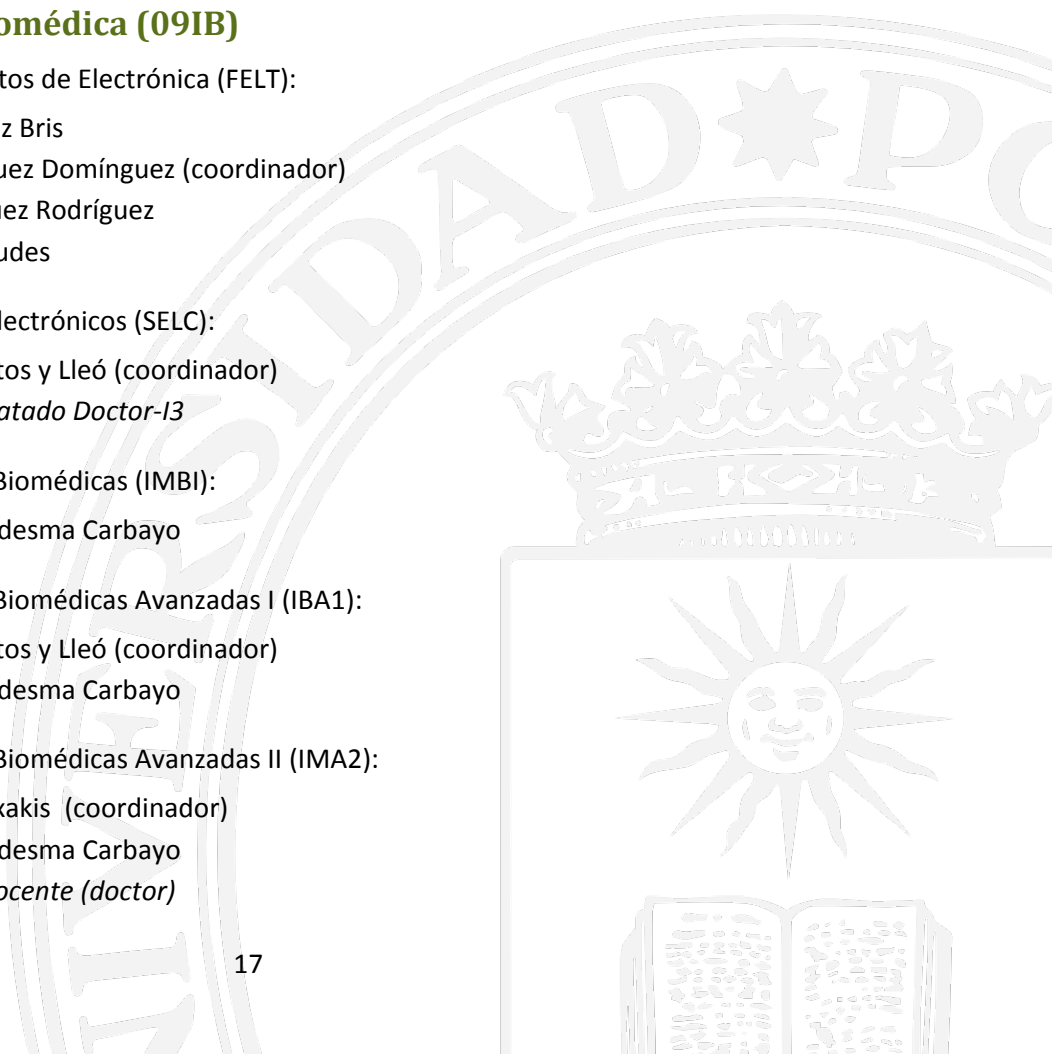 omédica (09IB)
tos de Electrónica (FELT):
z Bris
uez Domínguez (coordinador)
uez Rodríguez
udes
lectrónicos (SELC):
tos y Lleó (coordinador)
atado Doctor-I3
Biomédicas (IMBI):
desma Carbayo
Biomédicas Avanzadas I (IBA1):
tos y Lleó (coordinador)
desma Carbayo
Biomédicas Avanzadas II (IMA2):
xakis (coordinador)
desma Carbayo
ocente (doctor)
17
IVERSIDAD PO